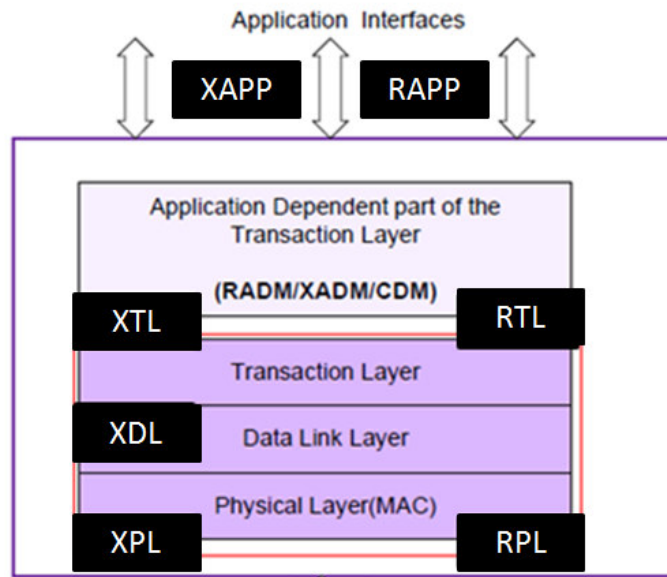 Application Interfaces
XAPP RAPP
Application Dependent part of the
Transaction Layer
(RADM/XADM/CDM)
XTL RTL
Transaction Layer
XDL Data Link Layer
Physical Layer(MAC)
XPL RPL